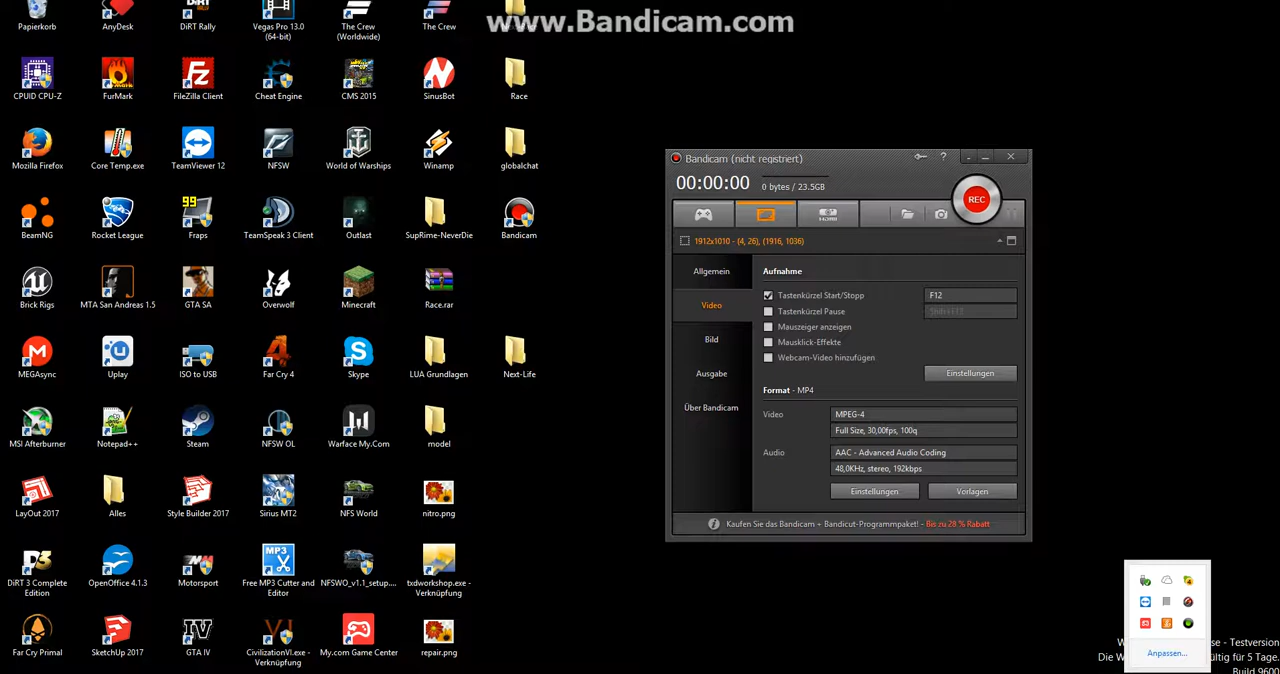 www.Bandicam.com
Papierkorb
AnyDesk
DiRT Rally
Vegas Pro 13.0
(64-bit)
The Crew
(Worldwide)
The Crew
CPUID CPU-Z
FurMark
FileZilla Client
Cheat Engine
CMS 2015
SinusBot
Race
Mozilla Firefox
Core Temp.exe
TeamViewer 12
NFSW
World of Warships
Winamp
globalchat
BeamNG
Rocket League
99
Fraps
TeamSpeak 3 Client
Outlast
SupRime-NeverDie
Bandicam
Brick Rigs
MTA San Andreas 1.5
GTA SA
Overwolf
Minecraft
Race.rar
MEGAsync
Uplay
ISO to USB
Far Cry 4
Skype
LUA Grundlagen
Next-Life
MSI Afterburner
Notepad++
Steam
NFSW OL
Warface My.Com
model
LayOut 2017
Alles
Style Builder 2017
Sirius MT2
NFS World
nitro.png
DiRT 3 Complete
Edition
OpenOffice 4.1.3
Motorsport
MP3
Free MP3 Cutter and
Editor
NFSWO_v1.1_setup....
txdworkshop.exe -
Verknüpfung
Far Cry Primal
SketchUp 2017
IV
GTA IV
VI
CivilizationVI.exe -
Verknüpfung
My.com Game Center
repair.png
Bandicam (nicht registriert)
00:00:00
0 bytes / 23.5GB
REC
1912x1010 - (4, 26), (1916, 1036)
Allgemein
Video
Bild
Ausgabe
Über Bandicam
Aufnahme
Tastenkürzel Start/Stopp
F12
Tastenkürzel Pause
Shift+F12
Mauszeiger anzeigen
Mausklick-Effekte
Webcam-Video hinzufügen
Einstellungen
Format - MP4
Video
MPEG-4
Full Size, 30,00fps, 100q
Audio
AAC - Advanced Audio Coding
48,0KHz, stereo, 192kbps
Einstellungen
Vorlagen
Kaufen Sie das Bandicam + Bandicut-Programmpaket! - Bis zu 28 % Rabatt
Anpassen...
se - Testversion
Die W
ültig für 5 Tage.
Build 9600